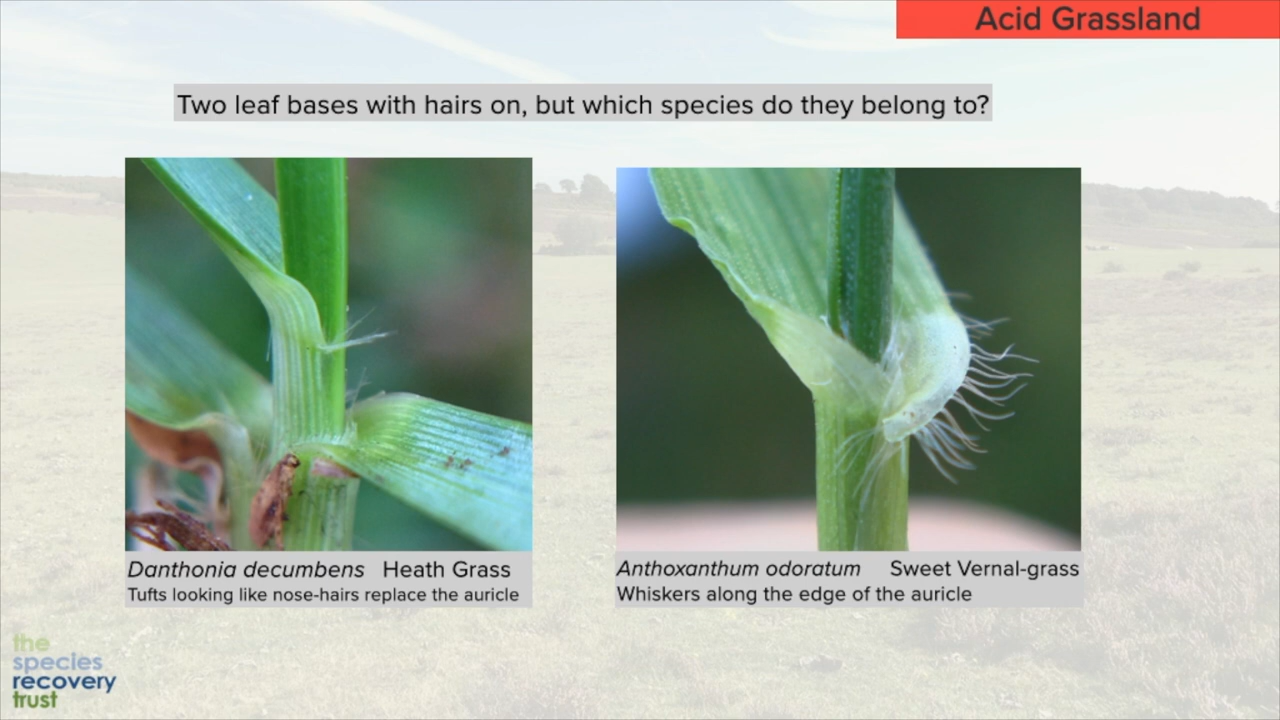 Acid Grassland
Two leaf bases with hairs on, but which species do they belong to?
Danthonia decumbens Heath Grass
Tufts looking like nose-hairs replace the auricle
Anthoxanthum odoratum Sweet Vernal-grass
Whiskers along the edge of the auricle
the
species
recovery
trust